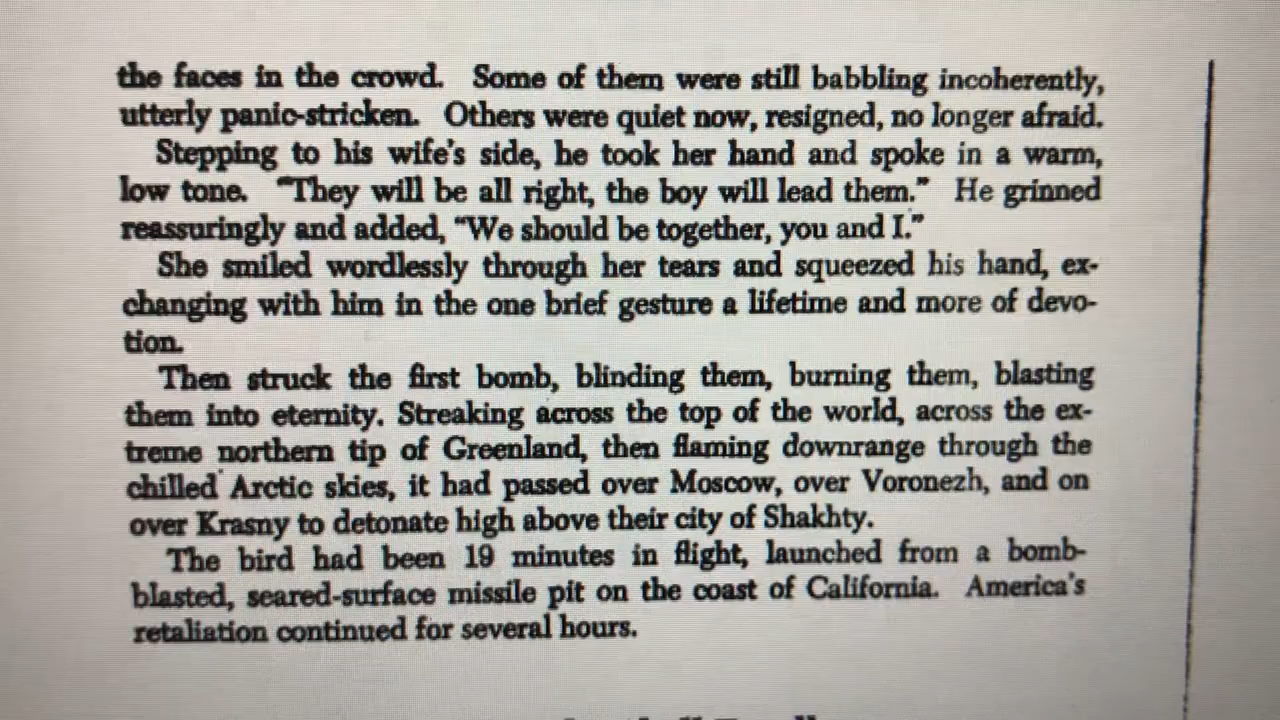 the faces in the crowd. Some of them were still babbling incoherently,
utterly panic-stricken. Others were quiet now, resigned, no longer afraid.
Stepping to his wife's side, he took her hand and spoke in a warm,
low tone. "They will be all right, the boy will lead them." He grinned
reassuringly and added, "We should be together, you and I."
She smiled wordlessly through her tears and squeezed his hand, ex-
changing with him in the one brief gesture a lifetime and more of devo-
tion.
Then struck the first bomb, blinding them, burning them, blasting
them into eternity. Streaking across the top of the world, across the ex-
treme northern tip of Greenland, then flaming downrange through the
chilled Arctic skies, it had passed over Moscow, over Voronezh, and on
over Krasny to detonate high above their city of Shakhty.
The bird had been 19 minutes in flight, launched from a bomb-
blasted, seared-surface missile pit on the coast of California. America's
retaliation continued for several hours.